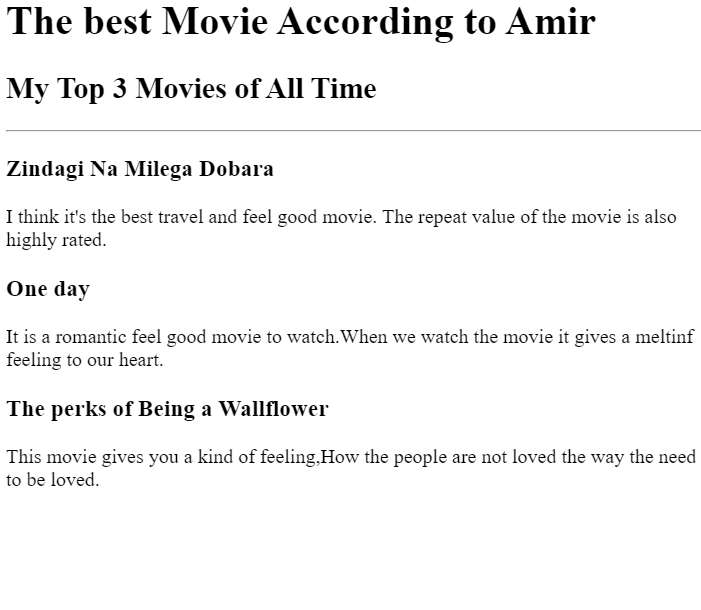 The best Movie According to Amir
My Top 3 Movies of All Time
Zindagi Na Milega Dobara
I think it's the best travel and feel good movie. The repeat value of the movie is also
highly rated.
One day
It is a romantic feel good movie to watch.When we watch the movie it gives a meltinf
feeling to our heart.
The perks of Being a Wallflower
This movie gives you a kind of feeling,How the people are not loved the way the need
to be loved.